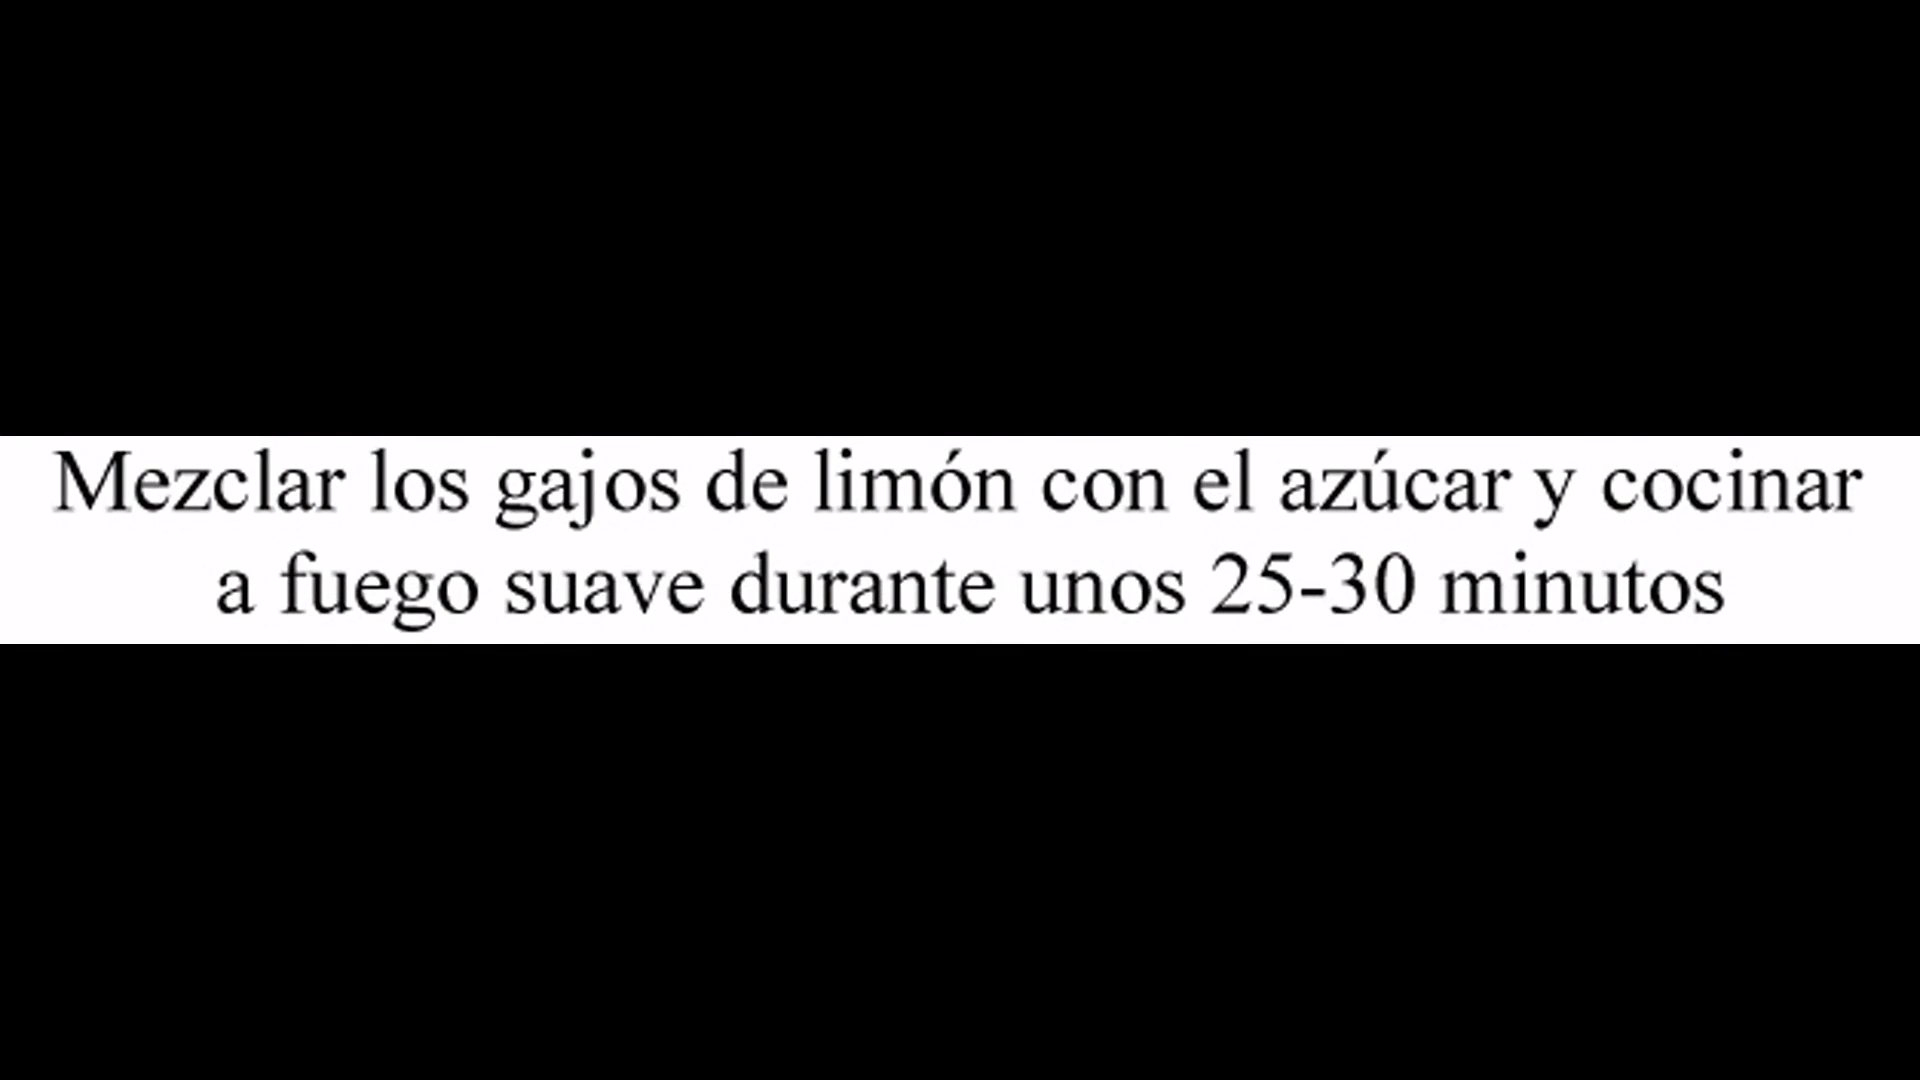 Mezclar los gajos de limón con el azúcar y cocinar
a fuego suave durante unos 25-30 minutos